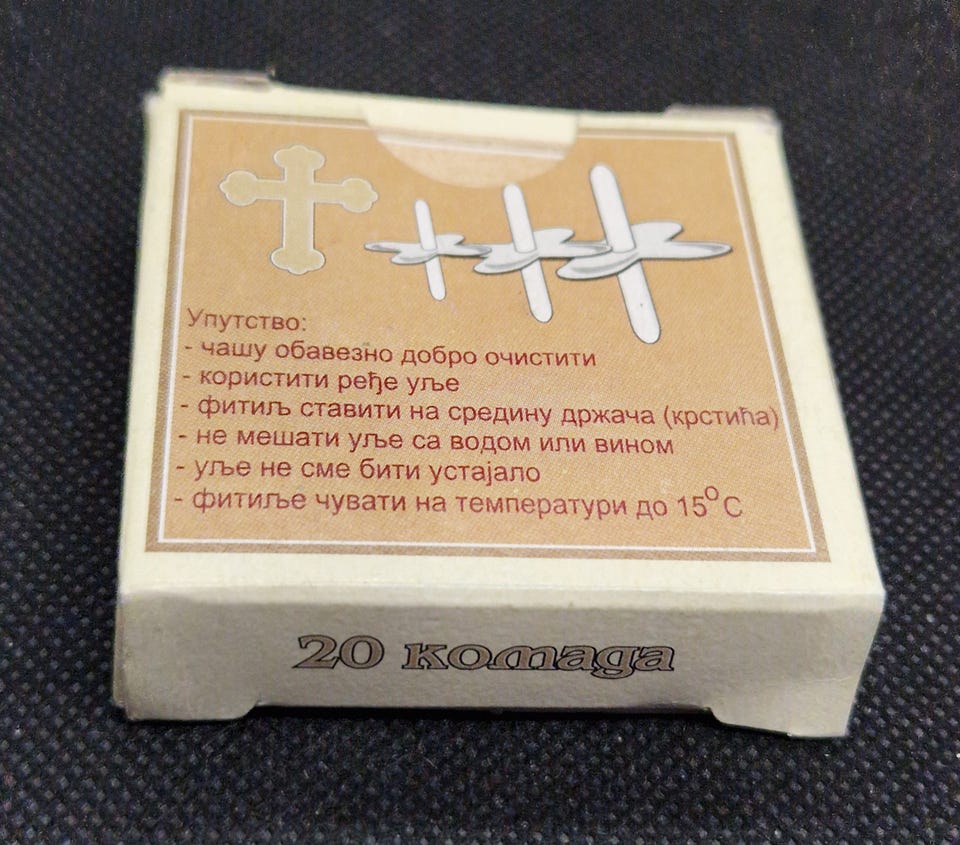 Упутство:
- чашу обавезно добро очистити
- користити ређе уље
- фитиљ ставити на средину држача (крстића)
- не мешати уље са водом или вином
- уље не сме бити устајало
- фитиље чувати на температури до 15°C
20 комада